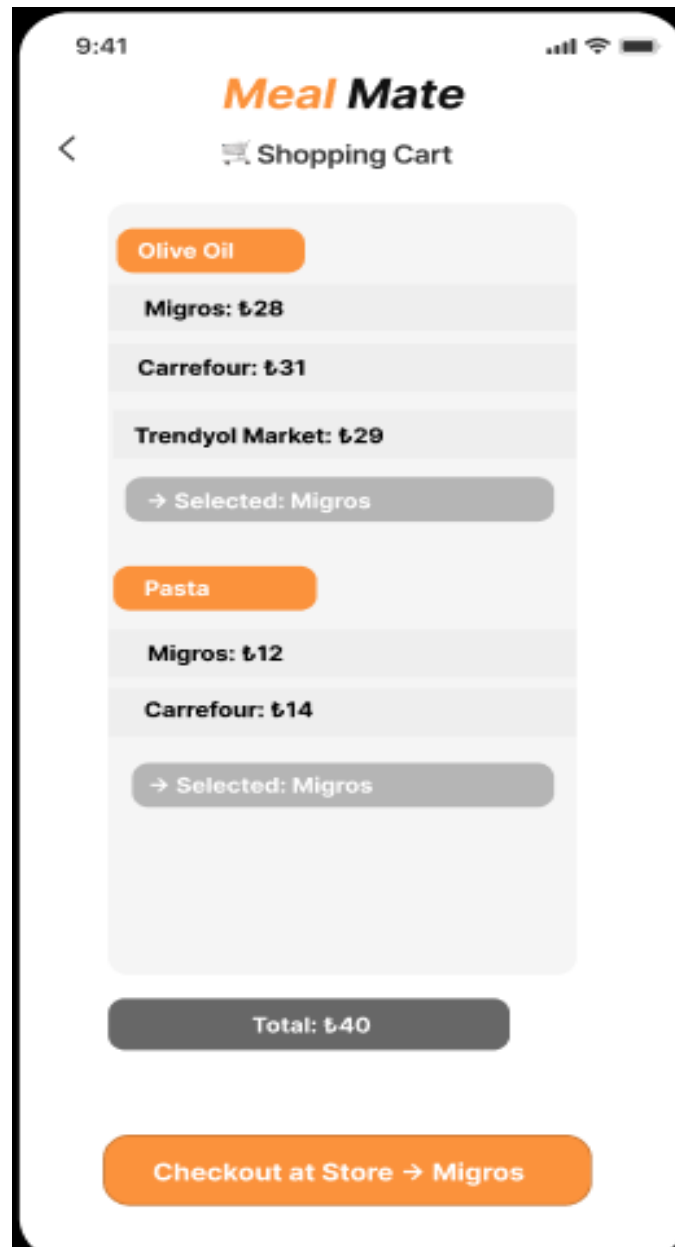 9:41
Meal Mate
Shopping Cart
Olive Oil
Migros: ₺28
Carrefour: ₺31
Trendyol Market: ₺29
→ Selected: Migros
Pasta
Migros: ₺12
Carrefour: ₺14
→ Selected: Migros
Total: ₺40
Checkout at Store → Migros